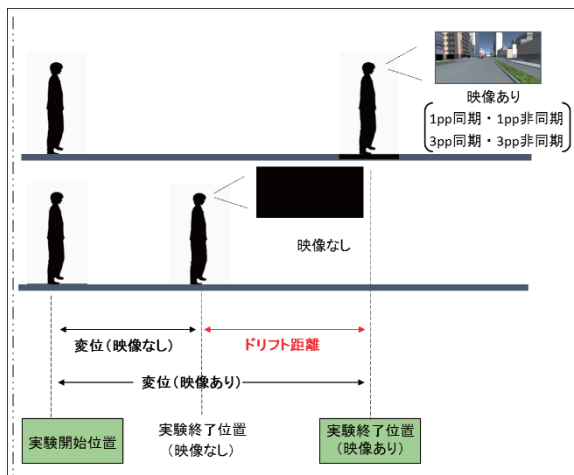 映像あり
1pp同期・1pp非同期
3pp同期・3pp非同期
映像なし
変位(映像なし)
ドリフト距離
変位(映像あり)
実験開始位置
実験終了位置
(映像なし)
実験終了位置
(映像あり)